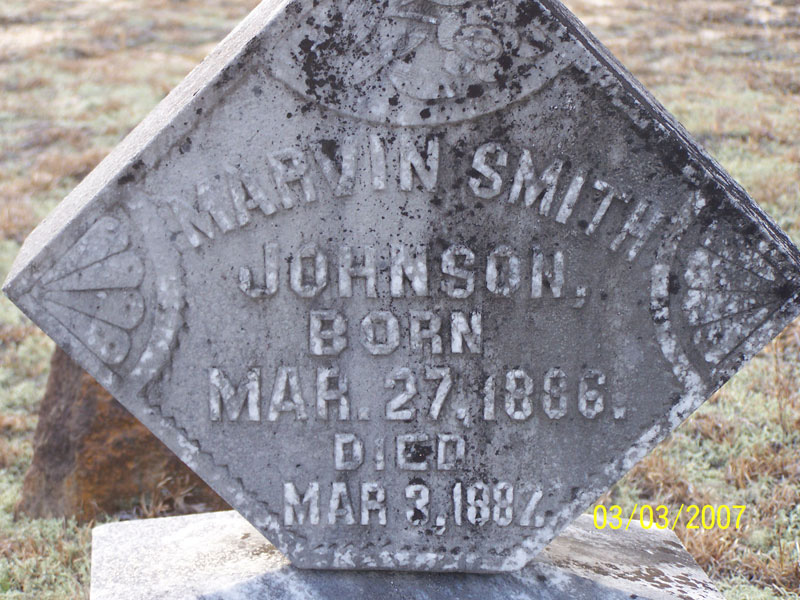 MARVIN SMITH
JOHNSON,
BORN
MAR. 27, 1886.
DIED
MAR 3, 1887.
03/03/2007